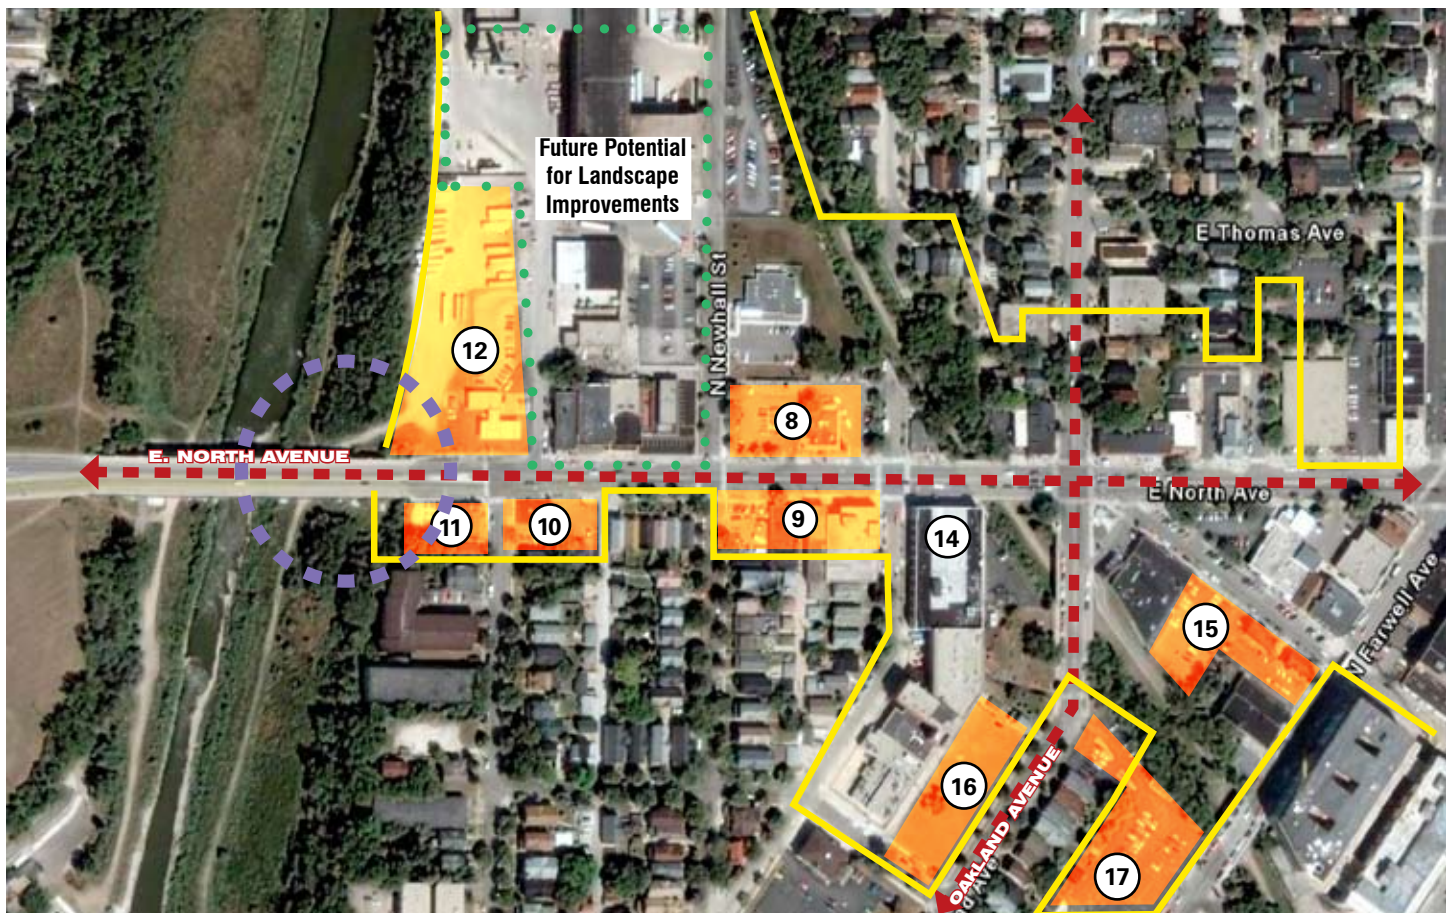 Future Potential
for Landscape
Improvements
E Thomas Ave
N Newhall St
12
8
E. NORTH AVENUE
E North Ave
11
10
9
14
N Farwell Ave
15
16
OAKLAND AVENUE
17